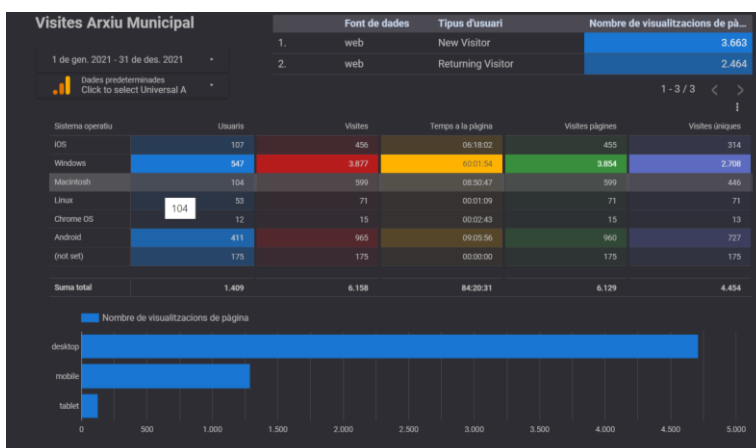 Visites Arxiu Municipal
1 de gen. 2021 - 31 de des. 2021
Dades predeterminades
Click to select Universal A
Font de dades Tipus d'usuari Nombre de visualitzacions de pà...
1. web New Visitor 3.663
2. web Returning Visitor 2.464
1 - 3 / 3
Sistema operatiu Usuaris Visites Temps a la pàgina Visites pàgines Visites úniques
iOS 107 456 06:18:02 455 314
Windows 547 3.877 60:01:54 3.854 2.708
Macintosh 104 599 08:50:47 599 446
Linux 53 71 00:01:09 71 71
104
Chrome OS 12 15 00:02:43 15 13
Android 411 965 09:05:56 960 727
(not set) 175 175 00:00:00 175 175
Suma total 1.409 6.158 84:20:31 6.129 4.454
Nombre de visualitzacions de pàgina
desktop
mobile
tablet
0 500 1.000 1.500 2.000 2.500 3.000 3.500 4.000 4.500 5.000